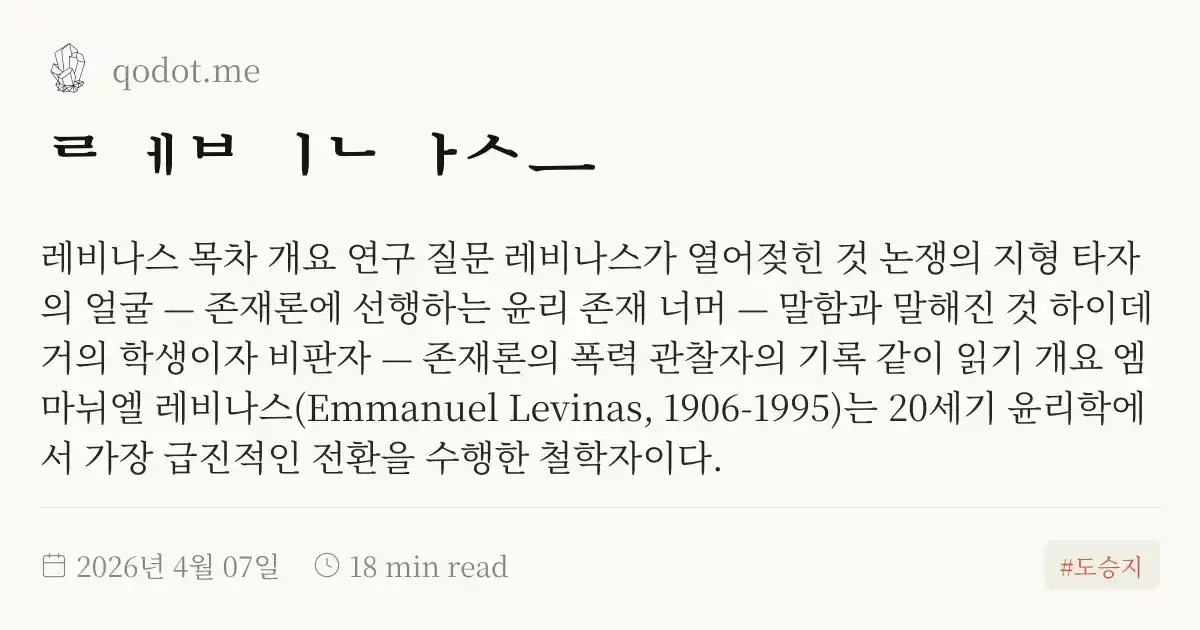 qodot.me
ㄹ ㅔㅂ ㅣㄴ ㅏㅅㅡ
레비나스 목차 개요 연구 질문 레비나스가 열어젖힌 것 논쟁의 지형 타자
의 얼굴 — 존재론에 선행하는 윤리 존재 너머 — 말함과 말해진 것 하이데
거의 학생이자 비판자 — 존재론의 폭력 관찰자의 기록 같이 읽기 개요 엠
마뉘엘 레비나스(Emmanuel Levinas, 1906-1995)는 20세기 윤리학에
서 가장 급진적인 전환을 수행한 철학자이다.
2026년 4월 07일 18 min read #도승지